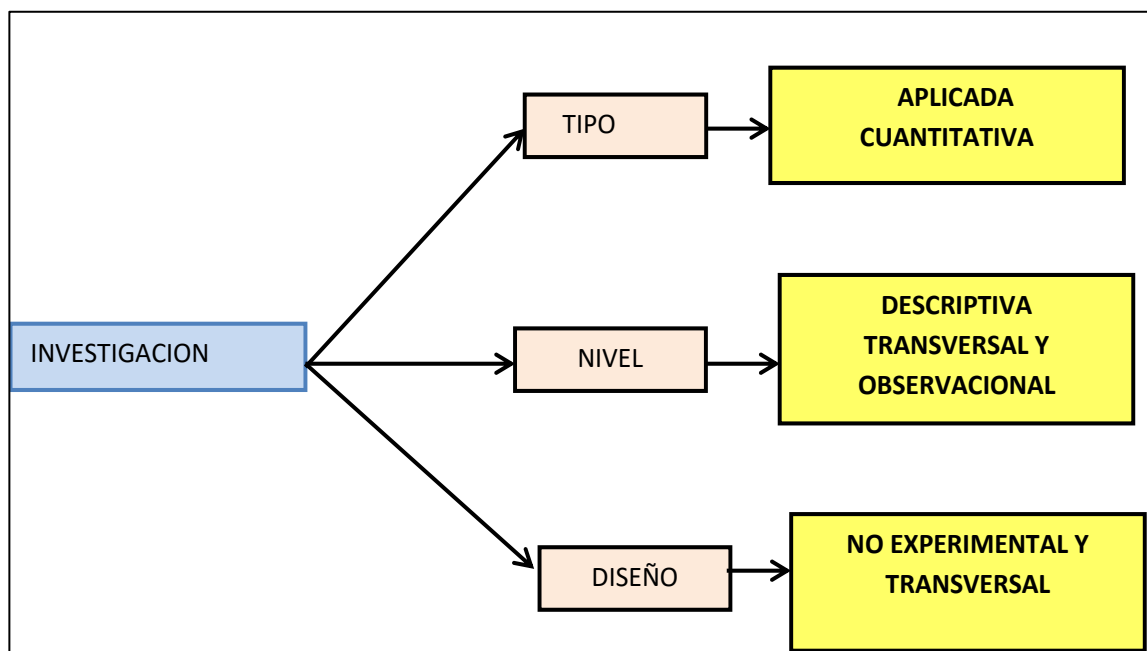 TIPO
APLICADA
CUANTITATIVA
INVESTIGACION
NIVEL
DESCRIPTIVA
TRANSVERSAL Y
OBSERVACIONAL
DISEÑO
NO EXPERIMENTAL Y
TRANSVERSAL